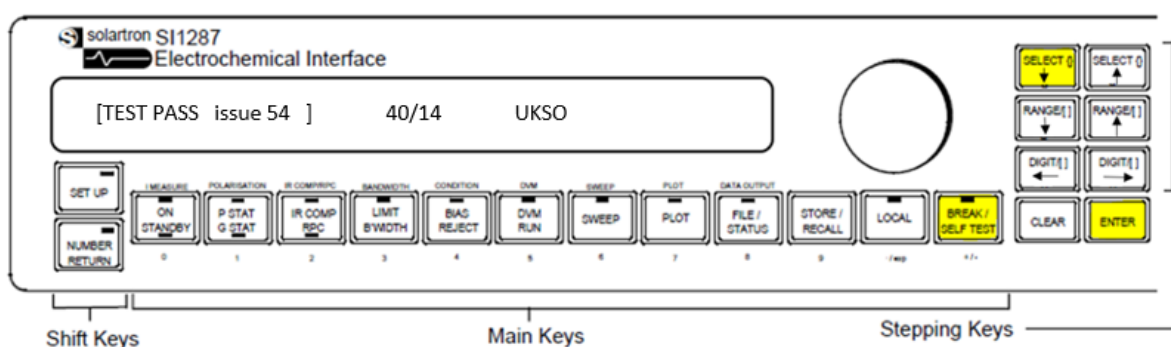 solartron SI1287
Electrochemical Interface
[TEST PASS issue 54 ] 40/14 UKSO
SELECT {} SELECT {}
RANGE/[ ] RANGE/[ ]
DIGIT/[ ] DIGIT/[ ]
CLEAR ENTER
SET UP
NUMBER
RETURN
I MEASURE POLARISATION IR COMP/RPC BANDWIDTH CONDITION DVM SWEEP PLOT DATA OUTPUT
ON P STAT IR COMP LIMIT BIAS DVM SWEEP PLOT FILE / STORE / LOCAL BREAK /
STANDBY G STAT RPC B'WIDTH REJECT RUN STATUS RECALL SELF TEST
0 1 2 3 4 5 6 7 8 9 -/exp +/-
Shift Keys Main Keys Stepping Keys